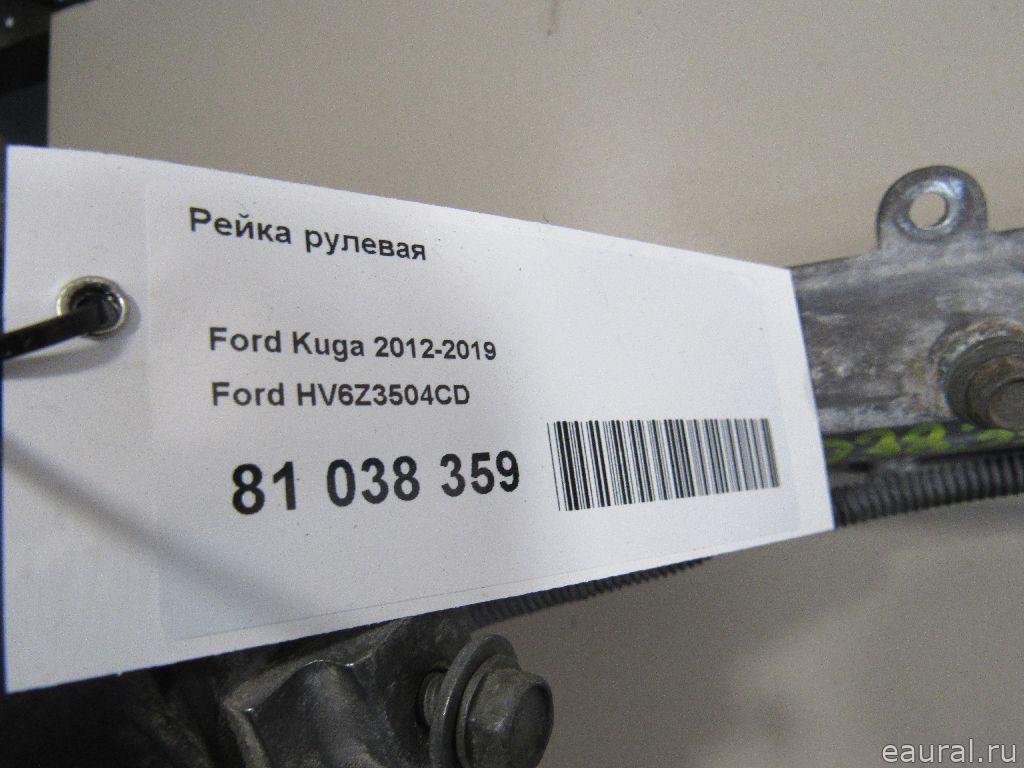 Рейка рулевая
Ford Kuga 2012-2019
Ford HV6Z3504CD
81 038 359
eaural.ru